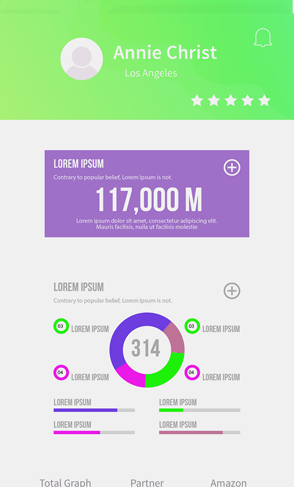 Annie Christ
Los Angeles
LOREM IPSUM
Contrary to popular belief, Lorem Ipsum is not.
117,000 M
Lorem ipsum dolor sit amet, consectetur adipiscing elit.
Mauris facilisis, nulla eu facilisis molestie
LOREM IPSUM
Contrary to popular belief, Lorem Ipsum is not.
03 LOREM IPSUM
314
03 LOREM IPSUM
04 LOREM IPSUM
04 LOREM IPSUM
LOREM IPSUM
LOREM IPSUM
LOREM IPSUM
LOREM IPSUM
Total Graph
Partner
Amazon